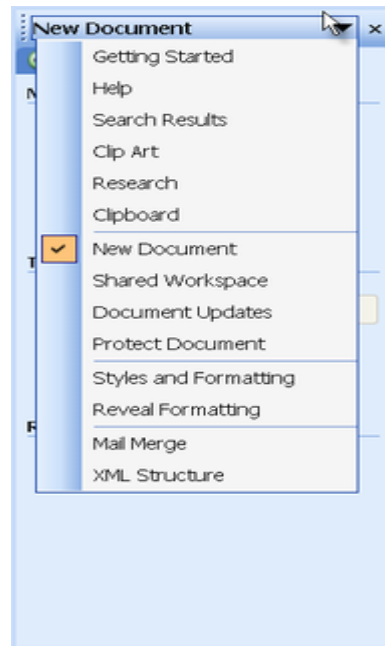 New Document
Getting Started
Help
Search Results
Clip Art
Research
Clipboard
New Document
Shared Workspace
Document Updates
Protect Document
Styles and Formatting
Reveal Formatting
Mail Merge
XML Structure